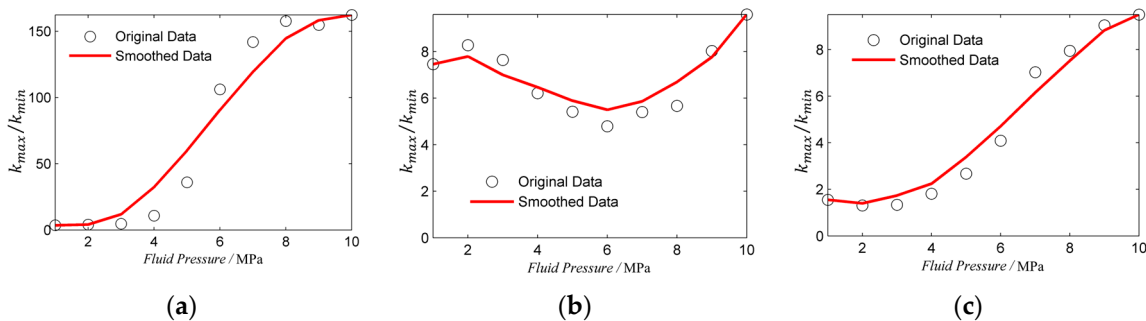 150
100
50
0
2
4
6
8
10
k_max/k_min
Fluid Pressure / MPa
Original Data
Smoothed Data
(a)
8
6
4
2
0
2
4
6
8
10
k_max/k_min
Fluid Pressure / MPa
Original Data
Smoothed Data
(b)
8
6
4
2
0
2
4
6
8
10
k_max/k_min
Fluid Pressure / MPa
Original Data
Smoothed Data
(c)